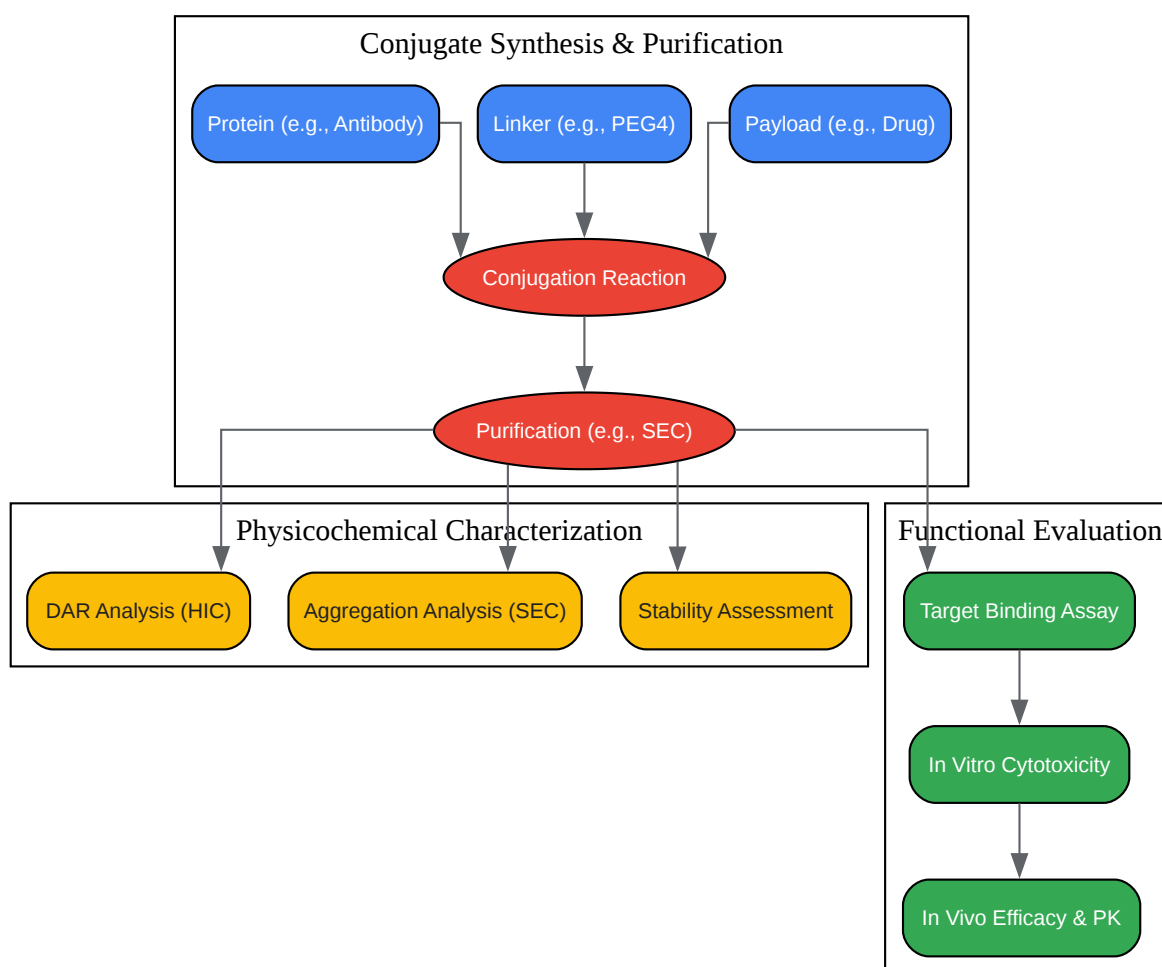 Conjugate Synthesis & Purification
Protein (e.g., Antibody)
Linker (e.g., PEG4)
Payload (e.g., Drug)
Conjugation Reaction
Purification (e.g., SEC)
Physicochemical Characterization
Functional Evaluation
DAR Analysis (HIC)
Aggregation Analysis (SEC)
Stability Assessment
Target Binding Assay
In Vitro Cytotoxicity
In Vivo Efficacy & PK